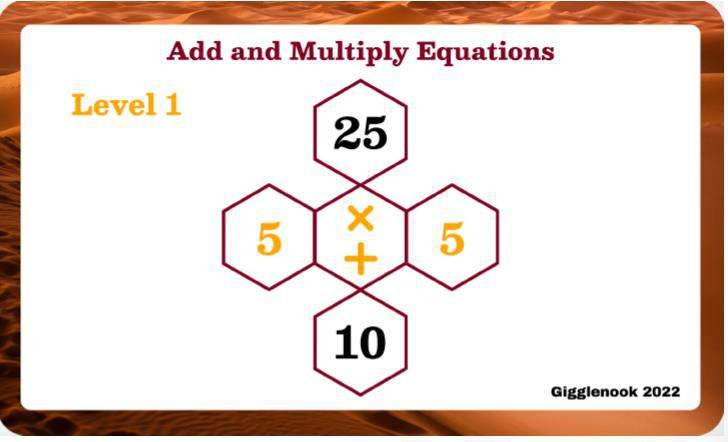 Add and Multiply Equations
Level 1
25
5 × 5
+
10
Gigglenook 2022